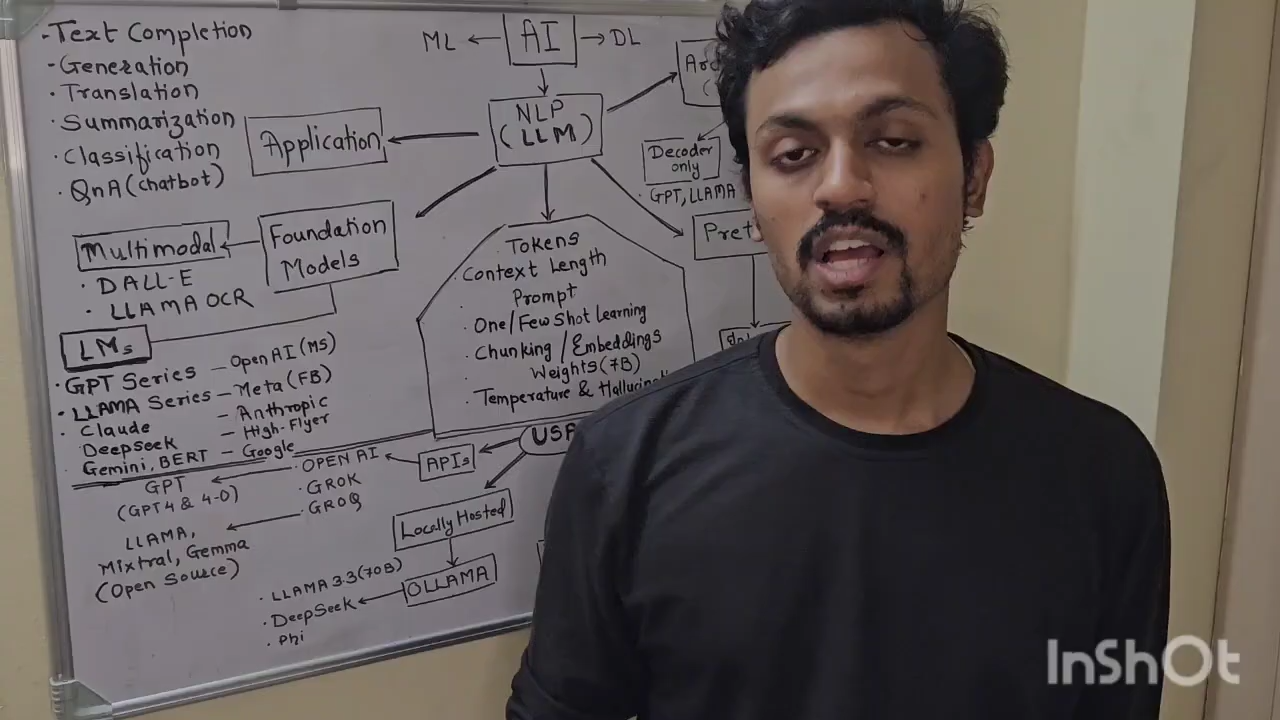 · Text Completion
- Generation
· Translation
· Summarization
· Classification
· QnA (chatbot)
ML ← AI → DL
NLP
(LLM)
Application
Decoder
only
· GPT, LLAMA
Foundation
Models
Multimodal
· DALL-E
· LLAMA OCR
LMs
· GPT Series - Open AI (MS)
· LLAMA Series - Meta (FB)
· Claude - Anthropic
DeepSeek - High-Flyer
Gemini, BERT - Google
Tokens
· Context Length
Prompt
· One/Few Shot Learning
· Chunking / Embeddings
· Weights (7B)
· Temperature &
APIs
OPEN AI
· GROK
· GROQ
GPT
(GPT4 & 4-O)
LLAMA,
Mixtral, Gemma
(Open Source)
Locally Hosted
OLLAMA
· LLAMA 3.3 (70B)
· DeepSeek
· Phi
InShOt